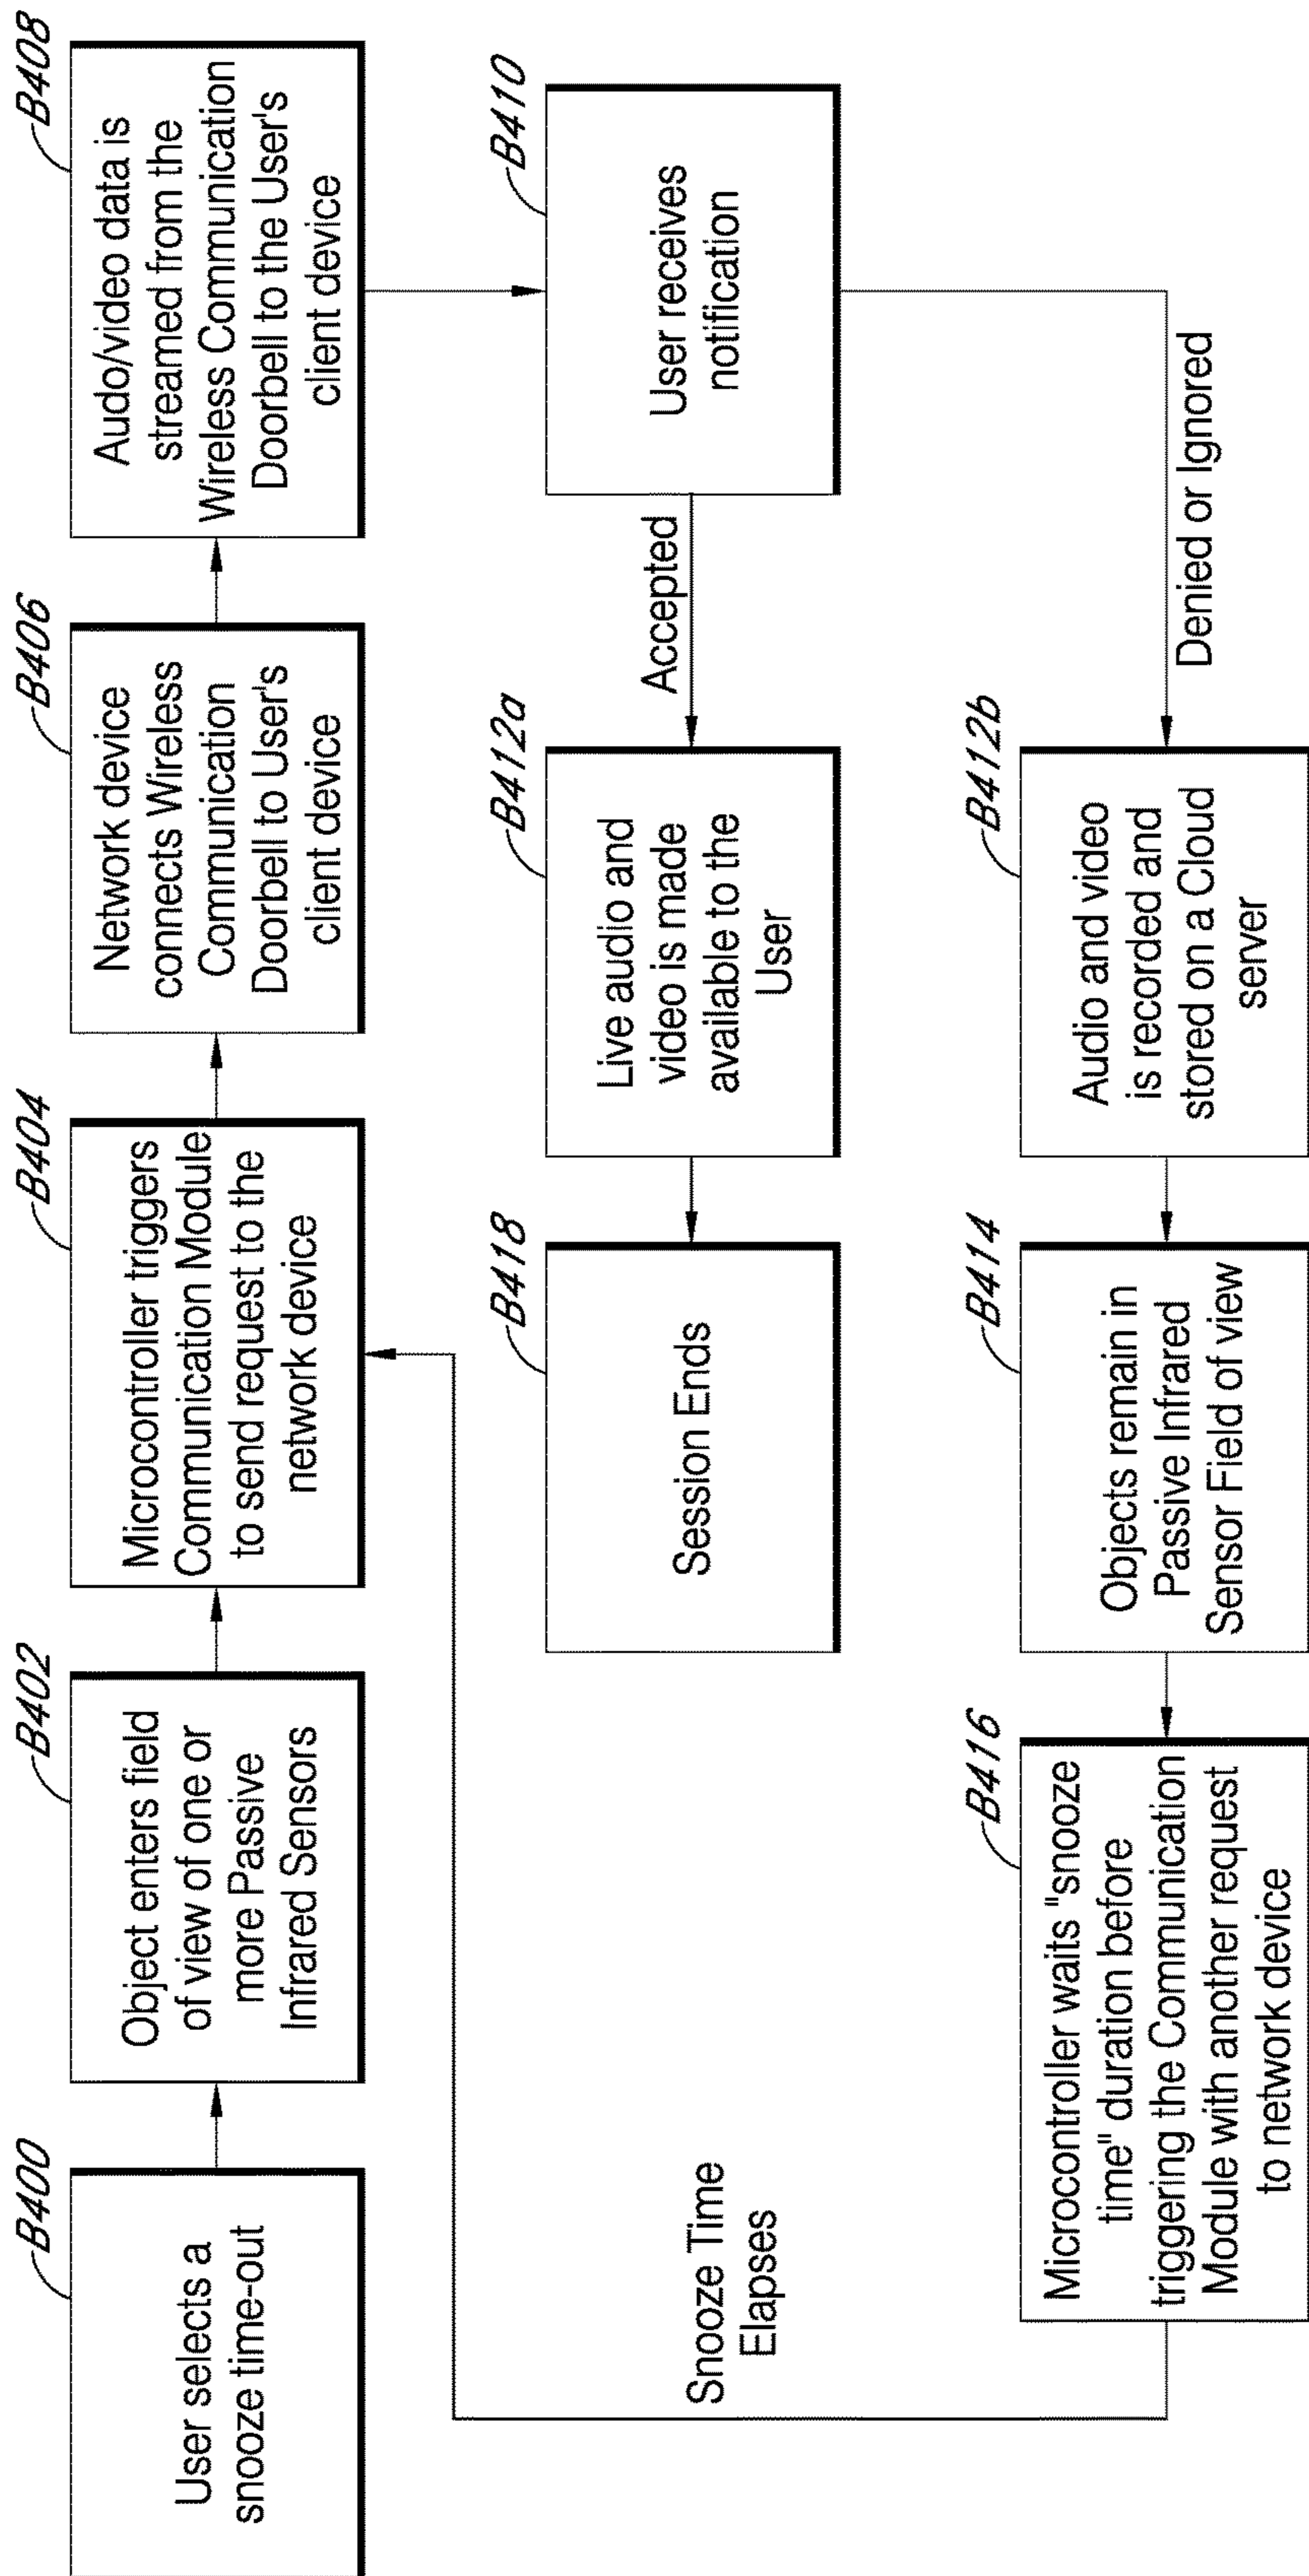 B400
User selects a
snooze time-out
B402
Object enters field
of view of one or
more Passive
Infrared Sensors
B404
Microcontroller triggers
Communication Module
to send request to the
network device
B406
Network device
connects Wireless
Communication
Doorbell to User's
client device
B408
Audo/video data is
streamed from the
Wireless Communication
Doorbell to the User's
client device
B410
User receives
notification
Accepted
B412a
Live audio and
video is made
available to the
User
B418
Session Ends
Denied or Ignored
B412b
Audio and video
is recorded and
stored on a Cloud
server
B414
Objects remain in
Passive Infrared
Sensor Field of view
B416
Microcontroller waits "snooze
time" duration before
triggering the Communication
Module with another request
to network device
Snooze Time
Elapses